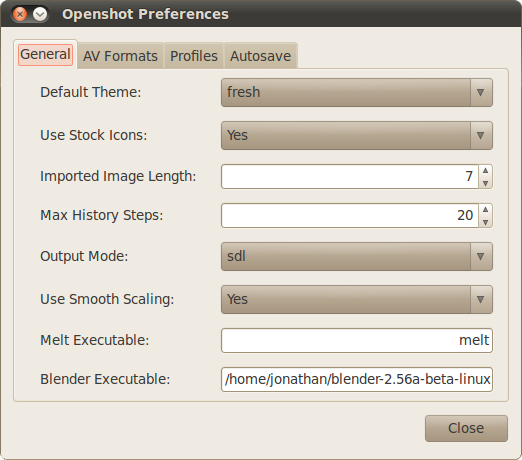 Openshot Preferences
General AV Formats Profiles Autosave
Default Theme: fresh
Use Stock Icons: Yes
Imported Image Length: 7
Max History Steps: 20
Output Mode: sdl
Use Smooth Scaling: Yes
Melt Executable: melt
Blender Executable: /home/jonathan/blender-2.56a-beta-linux
Close